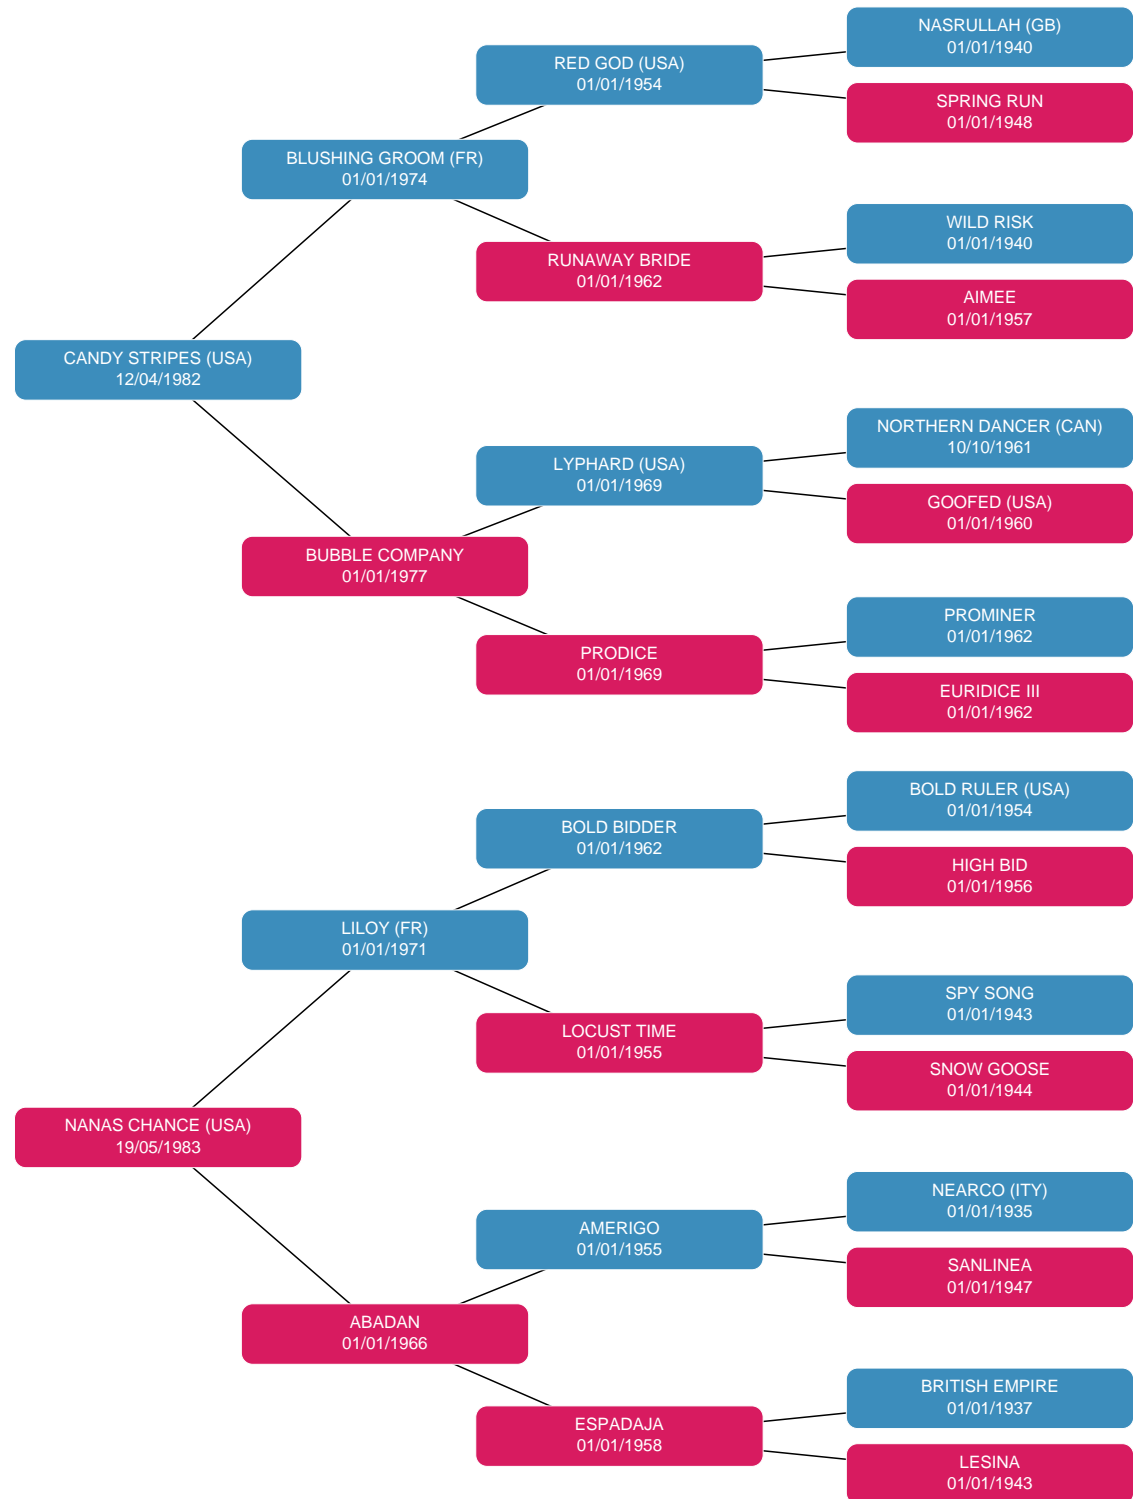 NASRULLAH (GB)
01/01/1940
RED GOD (USA)
01/01/1954
SPRING RUN
01/01/1948
BLUSHING GROOM (FR)
01/01/1974
WILD RISK
01/01/1940
RUNAWAY BRIDE
01/01/1962
AIMEE
01/01/1957
CANDY STRIPES (USA)
12/04/1982
NORTHERN DANCER (CAN)
10/10/1961
LYPHARD (USA)
01/01/1969
GOOFED (USA)
01/01/1960
BUBBLE COMPANY
01/01/1977
PROMINER
01/01/1962
PRODICE
01/01/1969
EURIDICE III
01/01/1962
BOLD RULER (USA)
01/01/1954
BOLD BIDDER
01/01/1962
HIGH BID
01/01/1956
LILOY (FR)
01/01/1971
SPY SONG
01/01/1943
LOCUST TIME
01/01/1955
SNOW GOOSE
01/01/1944
NANAS CHANCE (USA)
19/05/1983
NEARCO (ITY)
01/01/1935
AMERIGO
01/01/1955
SANLINEA
01/01/1947
ABADAN
01/01/1966
BRITISH EMPIRE
01/01/1937
ESPADAJA
01/01/1958
LESINA
01/01/1943